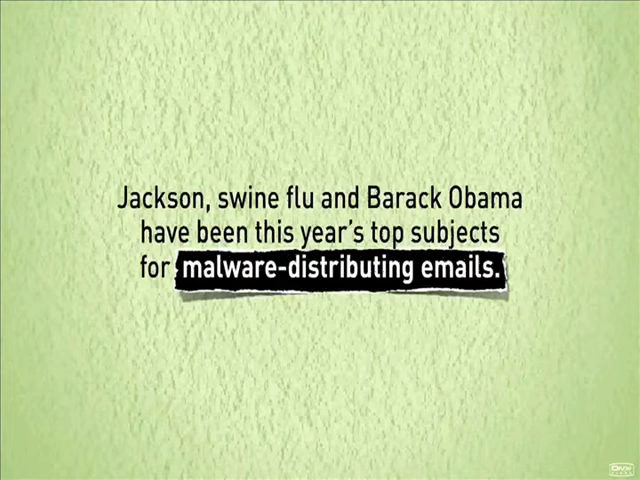 Jackson, swine flu and Barack Obama
have been this year's top subjects
for malware-distributing emails.